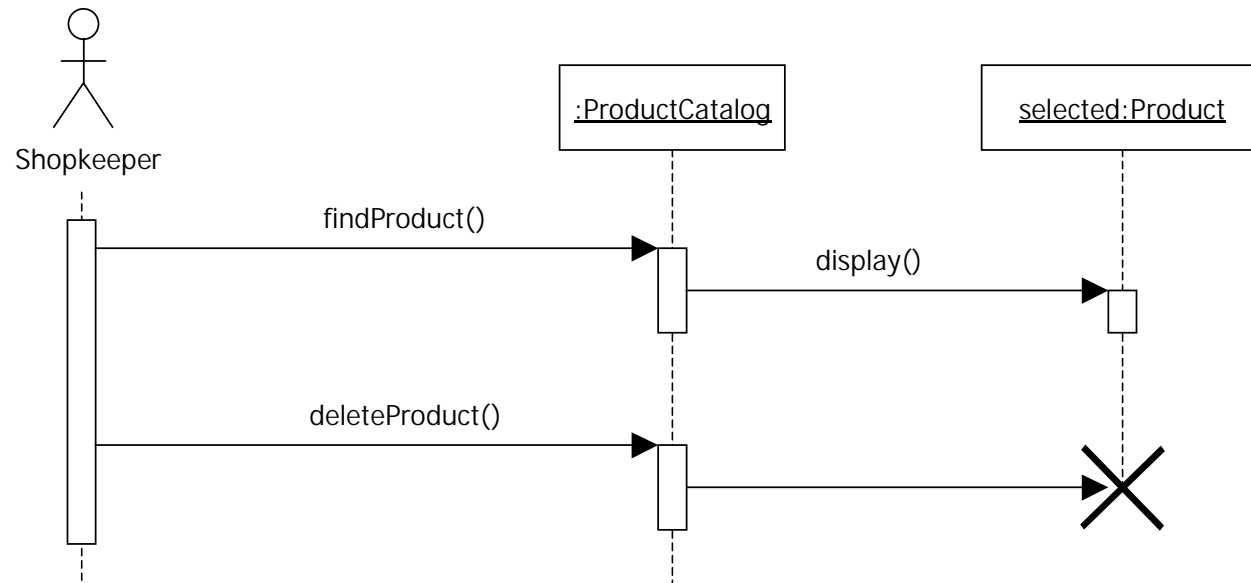 :ProductCatalog
selected:Product
Shopkeeper
findProduct()
display()
deleteProduct()